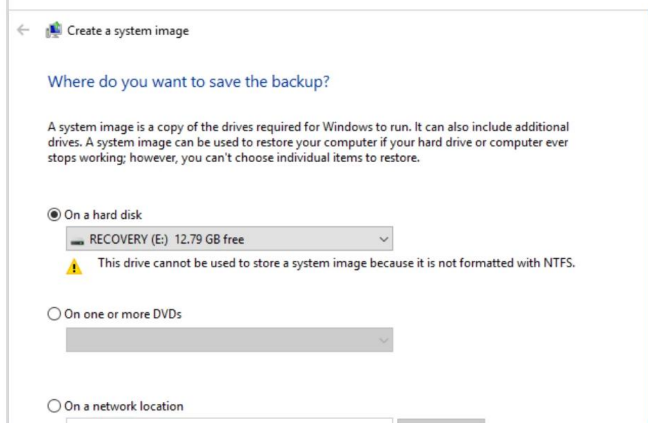 Create a system image
Where do you want to save the backup?
A system image is a copy of the drives required for Windows to run. It can also include additional
drives. A system image can be used to restore your computer if your hard drive or computer ever
stops working; however, you can't choose individual items to restore.
On a hard disk
RECOVERY (E:) 12.79 GB free
This drive cannot be used to store a system image because it is not formatted with NTFS.
On one or more DVDs
On a network location